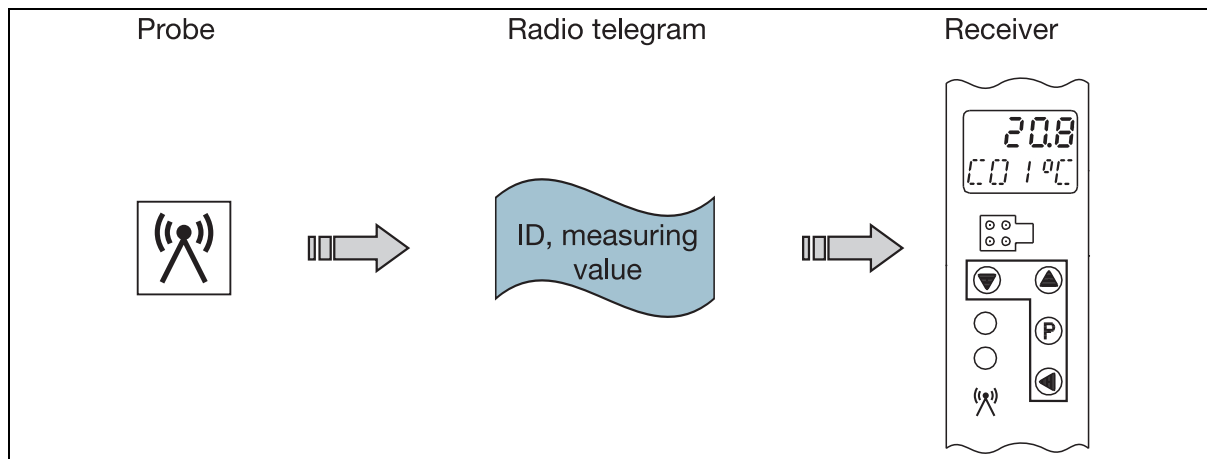 Probe
Radio telegram
Receiver
ID, measuring
value
20.8
C01°C
P